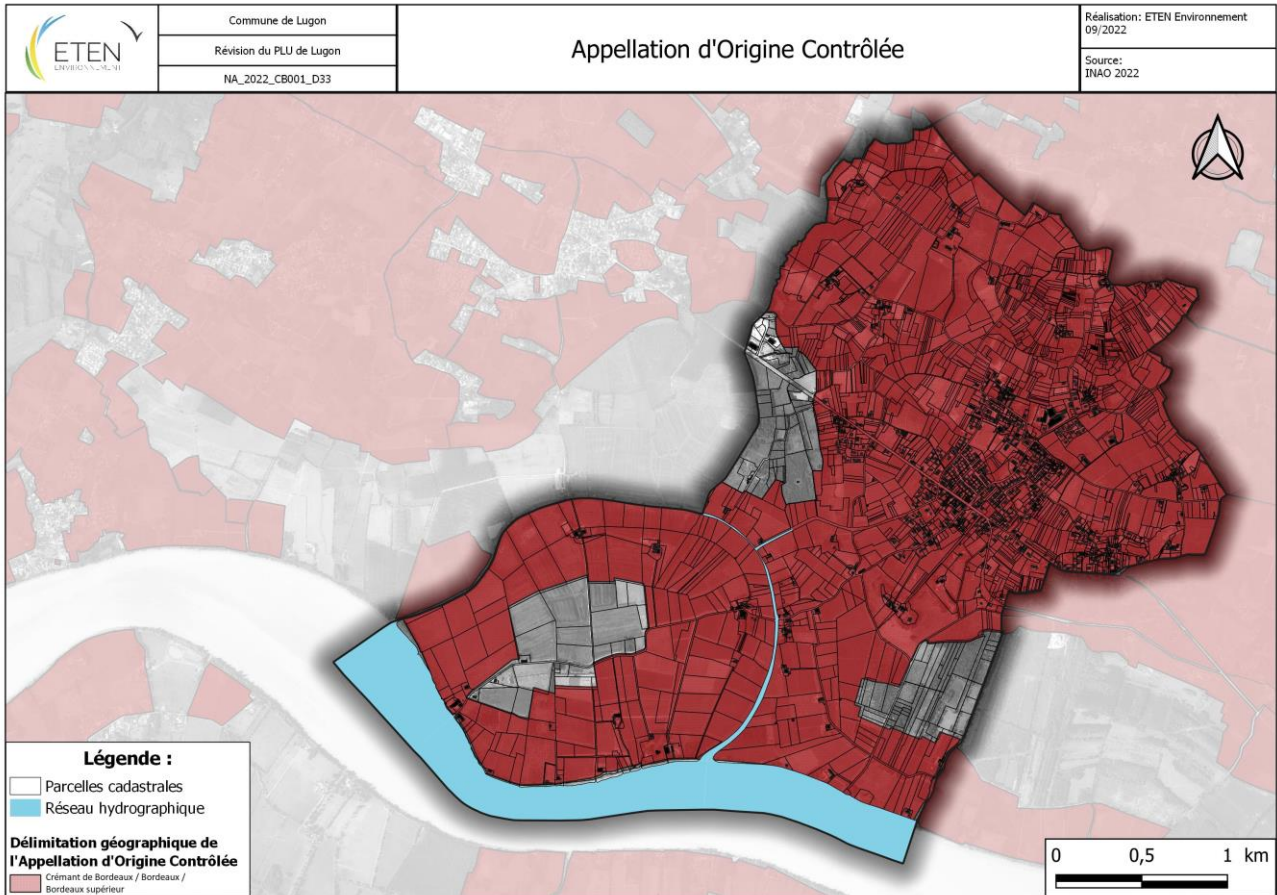 ETEN
ENVIRONNEMENT
Commune de Lugon
Révision du PLU de Lugon
NA_2022_CB001_D33
Appellation d'Origine Contrôlée
Réalisation: ETEN Environnement
09/2022
Source:
INAO 2022
Légende :
Parcelles cadastrales
Réseau hydrographique
Délimitation géographique de
l'Appellation d'Origine Contrôlée
Crémant de Bordeaux / Bordeaux /
Bordeaux supérieur
0 0,5 1 km